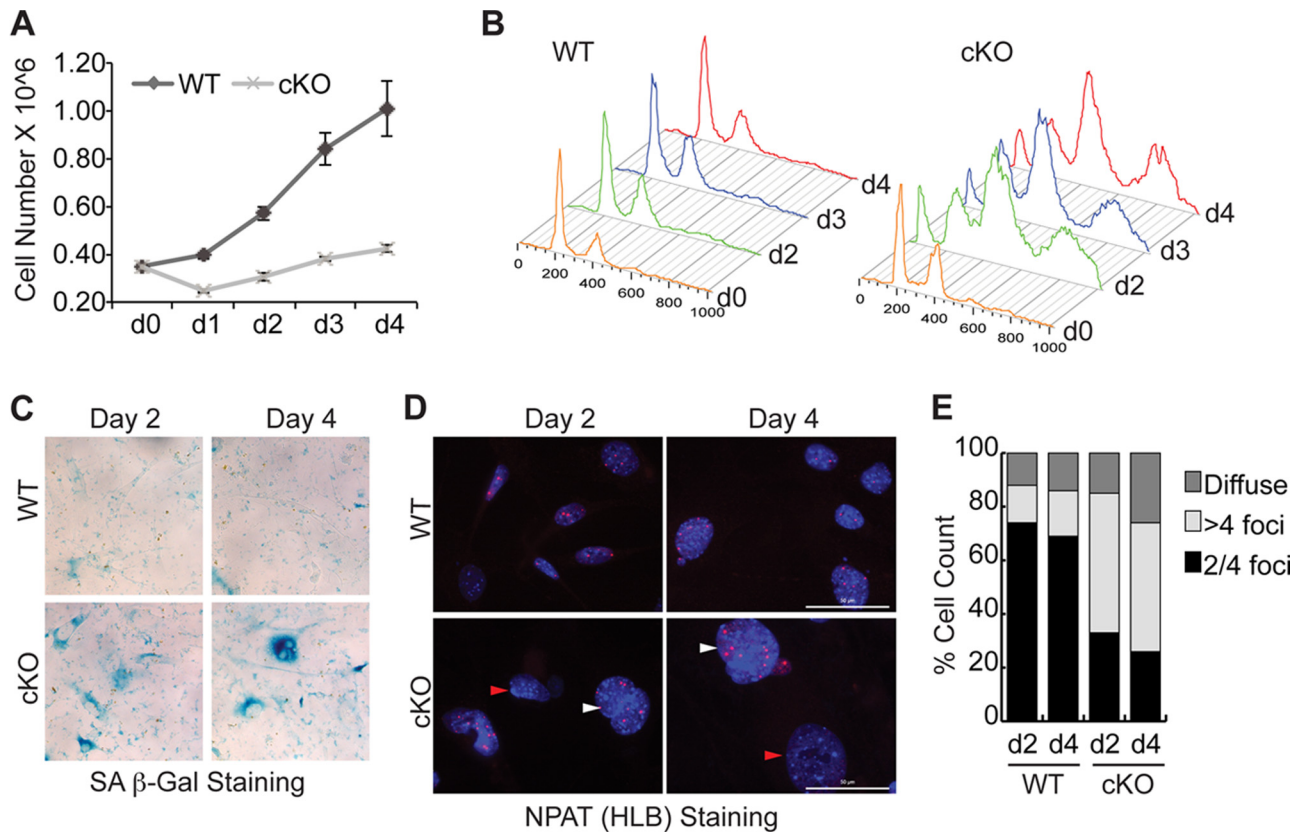 A
Cell Number X 10^6
1.20
1.00
0.80
0.60
0.40
0.20
WT
cKO
d0 d1 d2 d3 d4
B
WT
cKO
d4
d3
d2
d0
0 200 400 600 800 1000
d4
d3
d2
d0
0 200 400 600 800 1000
C
Day 2 Day 4
WT
cKO
SA β-Gal Staining
D
Day 2 Day 4
WT
50 μm
cKO
50 μm
NPAT (HLB) Staining
E
% Cell Count
100
80
60
40
20
0
Diffuse
>4 foci
2/4 foci
d2 d4 d2 d4
WT cKO